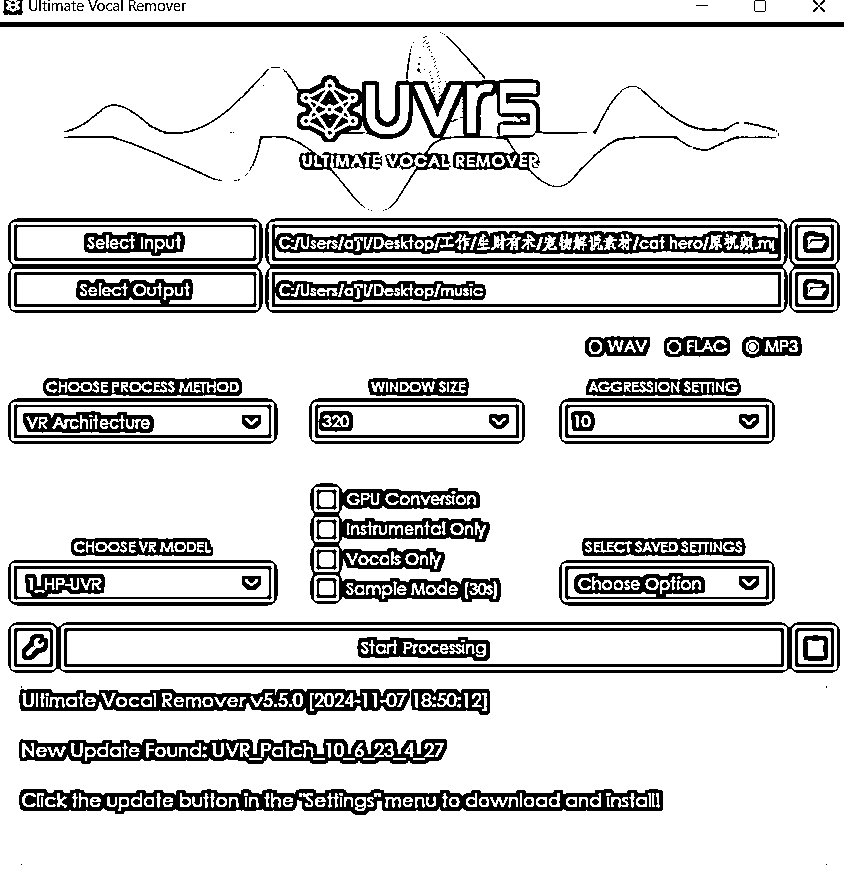 Ultimate Vocal Remover
UVR5
ULTIMATE VOCAL REMOVER
Select Input C:/Users/ajl/Desktop/工作/生财有术/宠物解说素材/cat hero/原视频.mp
Select Output C:/Users/ajl/Desktop/music
WAV FLAC MP3
CHOOSE PROCESS METHOD WINDOW SIZE AGGRESSION SETTING
VR Architecture 320 10
GPU Conversion
Instrumental Only
CHOOSE VR MODEL Vocals Only SELECT SAVED SETTINGS
1_HP-UVR Sample Mode (30s) Choose Option
Start Processing
Ultimate Vocal Remover v5.5.0 [2024-11-07 18:50:12]
New Update Found: UVR_Patch_10_6_23_4_27
Click the update button in the "Settings" menu to download and install!